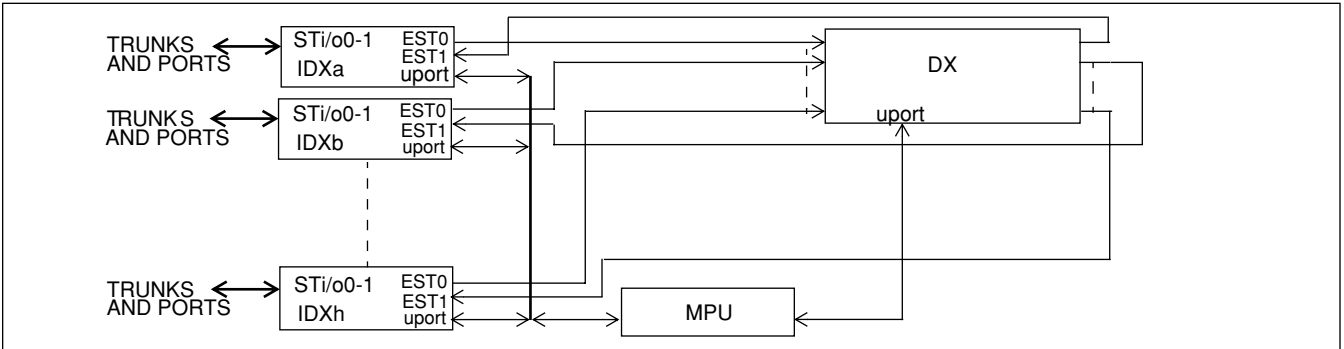 TRUNKS
AND PORTS
STi/o0-1
IDXa
EST0
EST1
uport
DX
uport
TRUNKS
AND PORTS
STi/o0-1
IDXb
EST0
EST1
uport
TRUNKS
AND PORTS
STi/o0-1
IDXh
EST0
EST1
uport
MPU